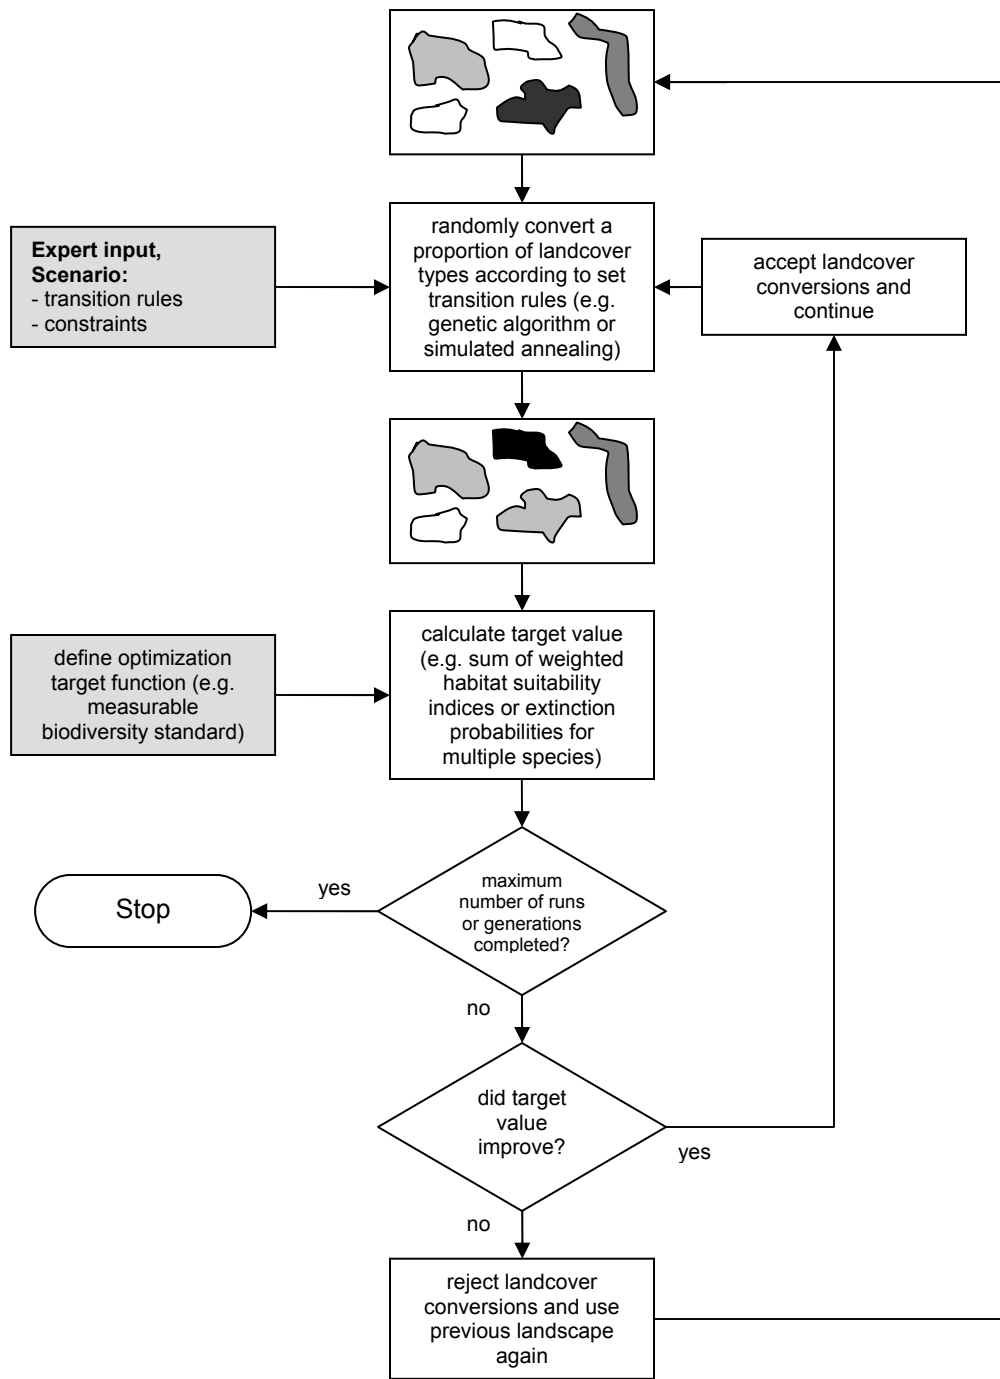 randomly convert a
proportion of landcover
types according to set
transition rules (e.g.
genetic algorithm or
simulated annealing)
Expert input,
Scenario:
- transition rules
- constraints
accept landcover
conversions and
continue
calculate target value
(e.g. sum of weighted
habitat suitability
indices or extinction
probabilities for
multiple species)
define optimization
target function (e.g.
measurable
biodiversity standard)
maximum
number of runs
or generations
completed?
yes
Stop
no
did target
value
improve?
yes
no
reject landcover
conversions and use
previous landscape
again